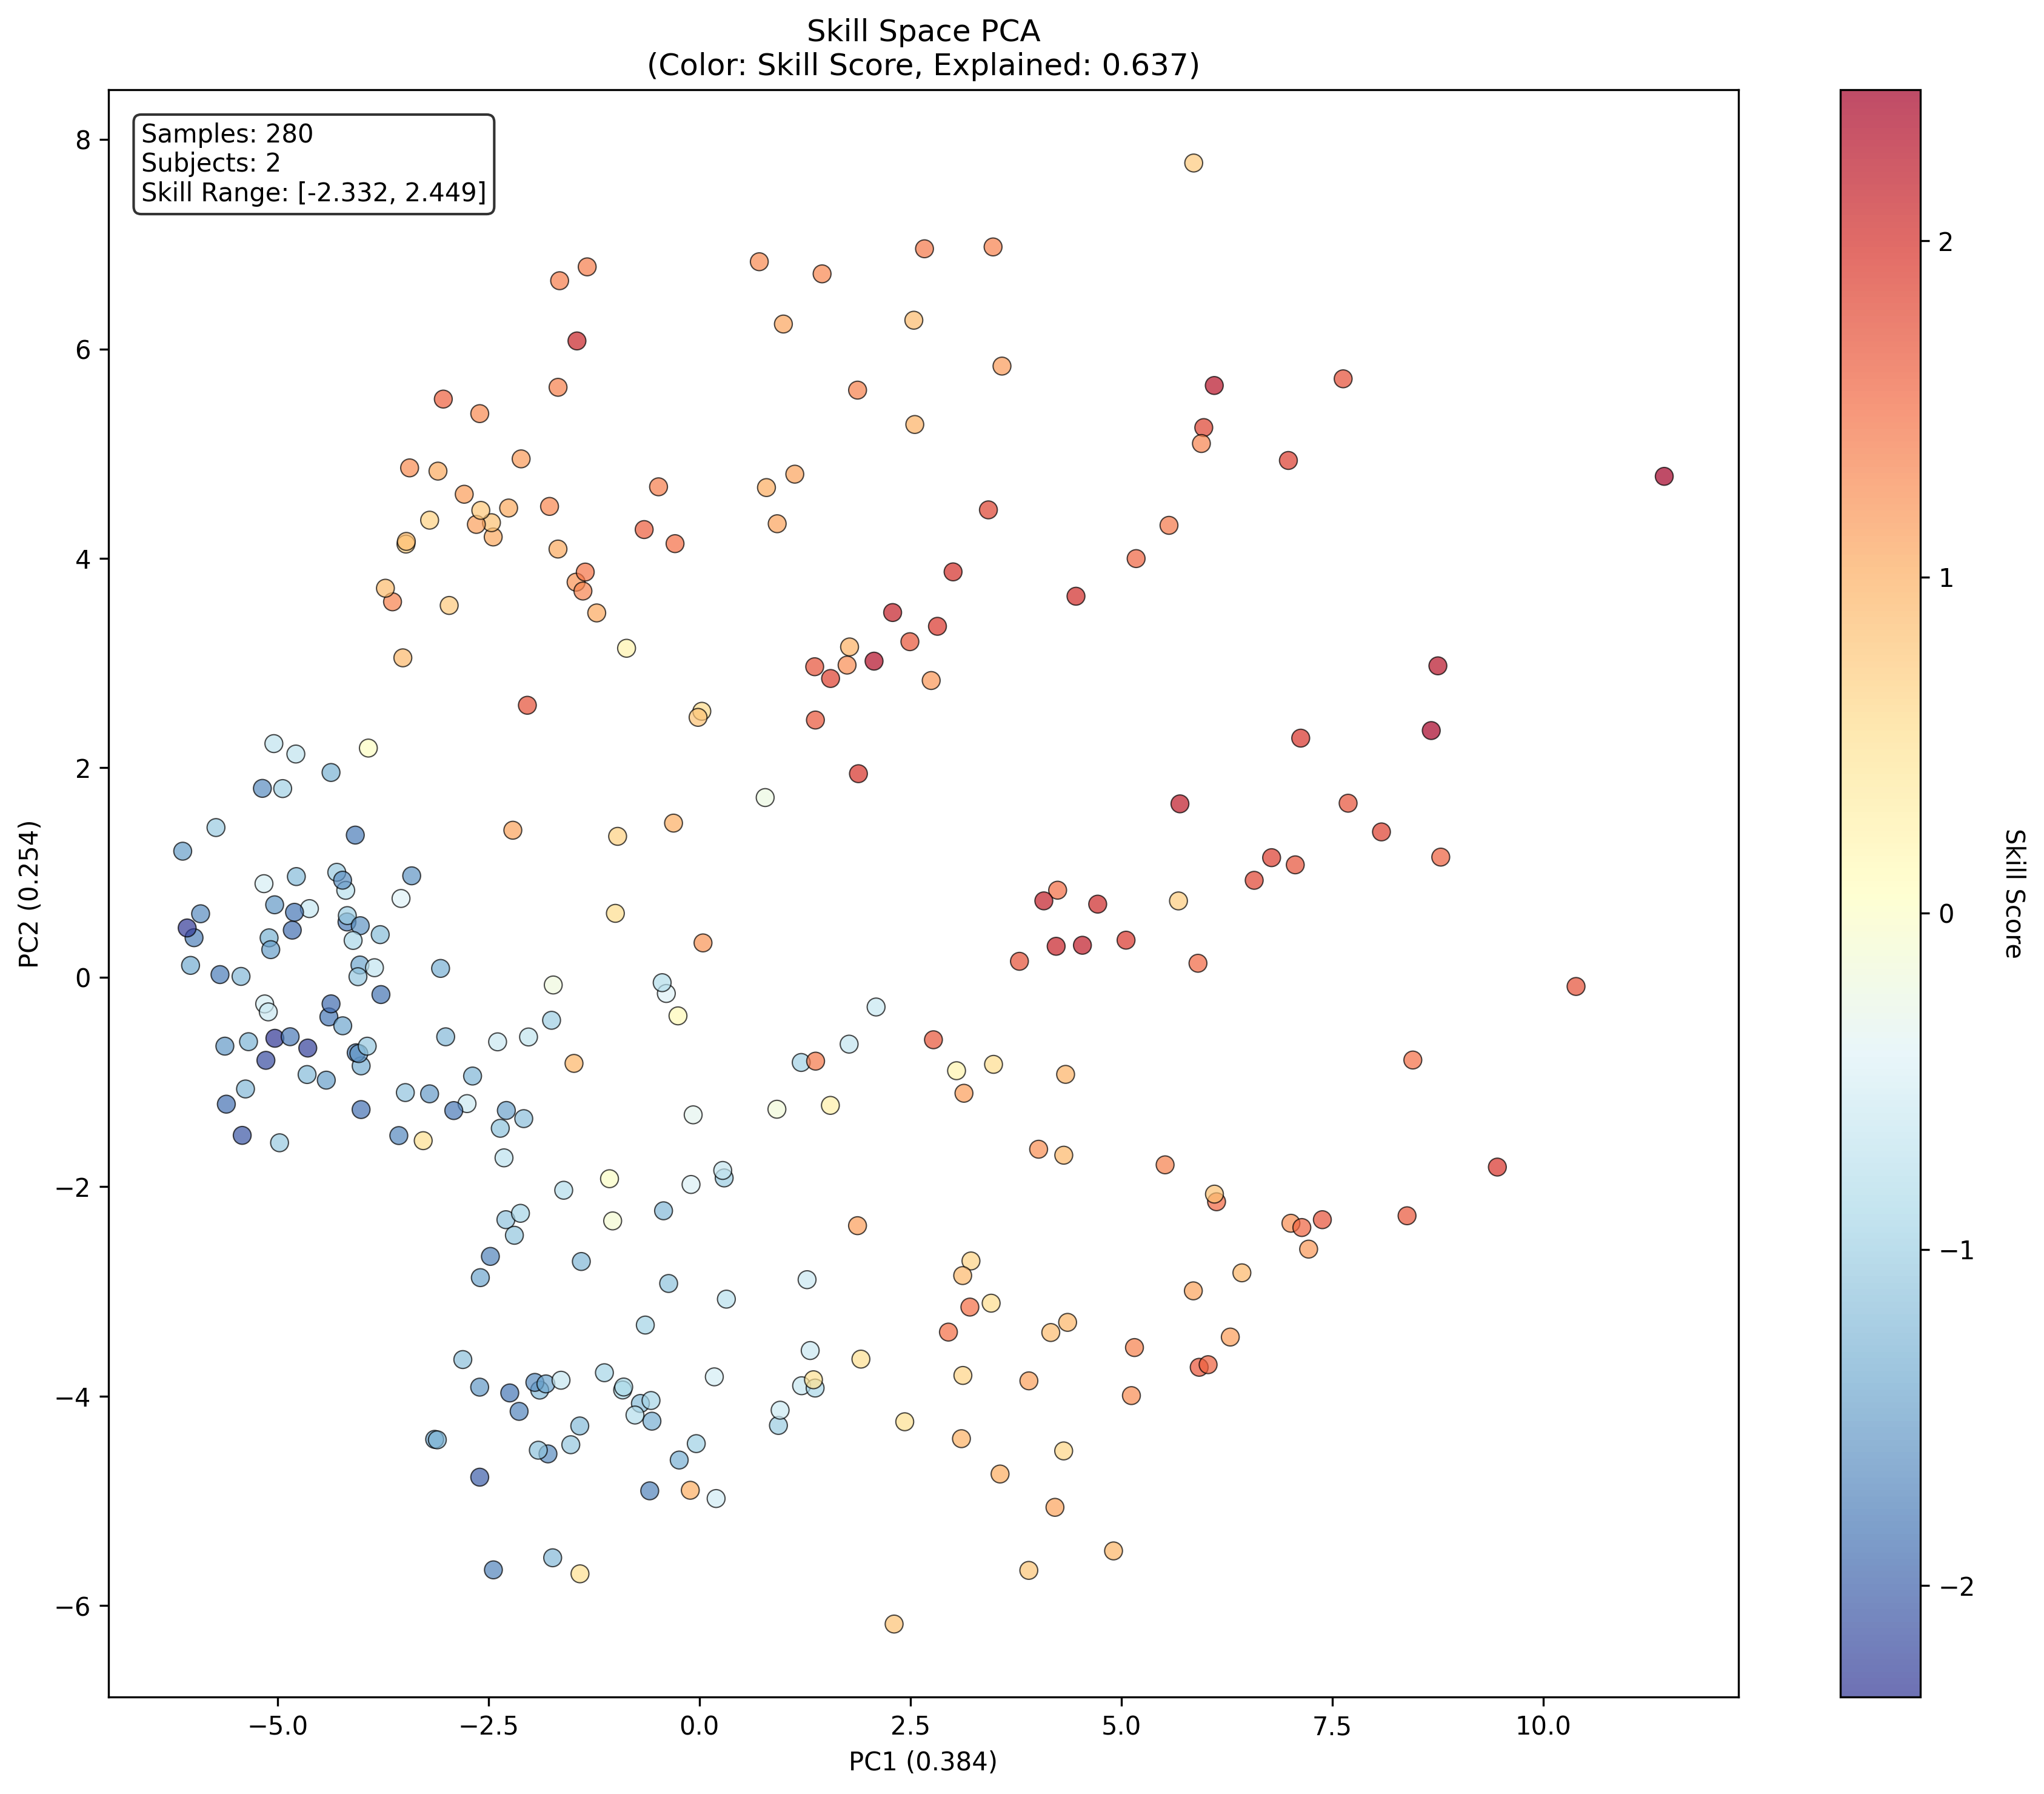 Skill Space PCA
(Color: Skill Score, Explained: 0.637)
Samples: 280
Subjects: 2
Skill Range: [-2.332, 2.449]
PC2 (0.254)
8
6
4
2
0
−2
−4
−6
−5.0
−2.5
0.0
2.5
5.0
7.5
10.0
PC1 (0.384)
2
1
0
−1
−2
Skill Score